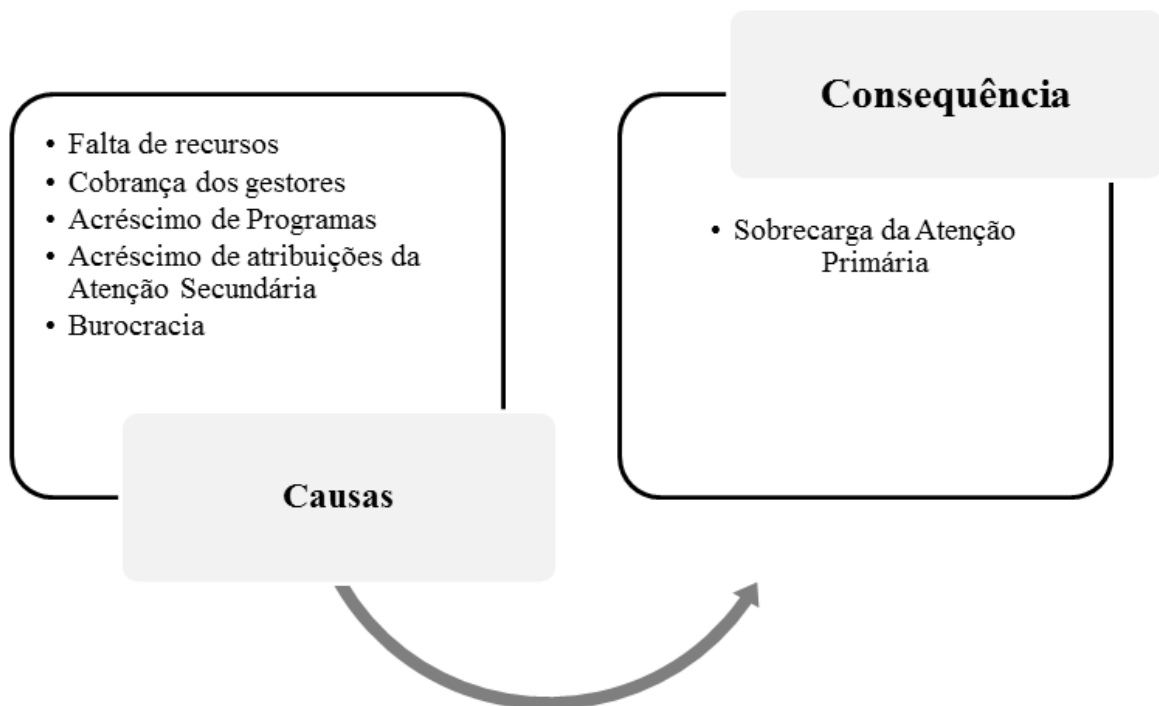 • Falta de recursos
• Cobrança dos gestores
• Acréscimo de Programas
• Acréscimo de atribuições da
Atenção Secundária
• Burocracia
Causas
Consequência
• Sobrecarga da Atenção
Primária